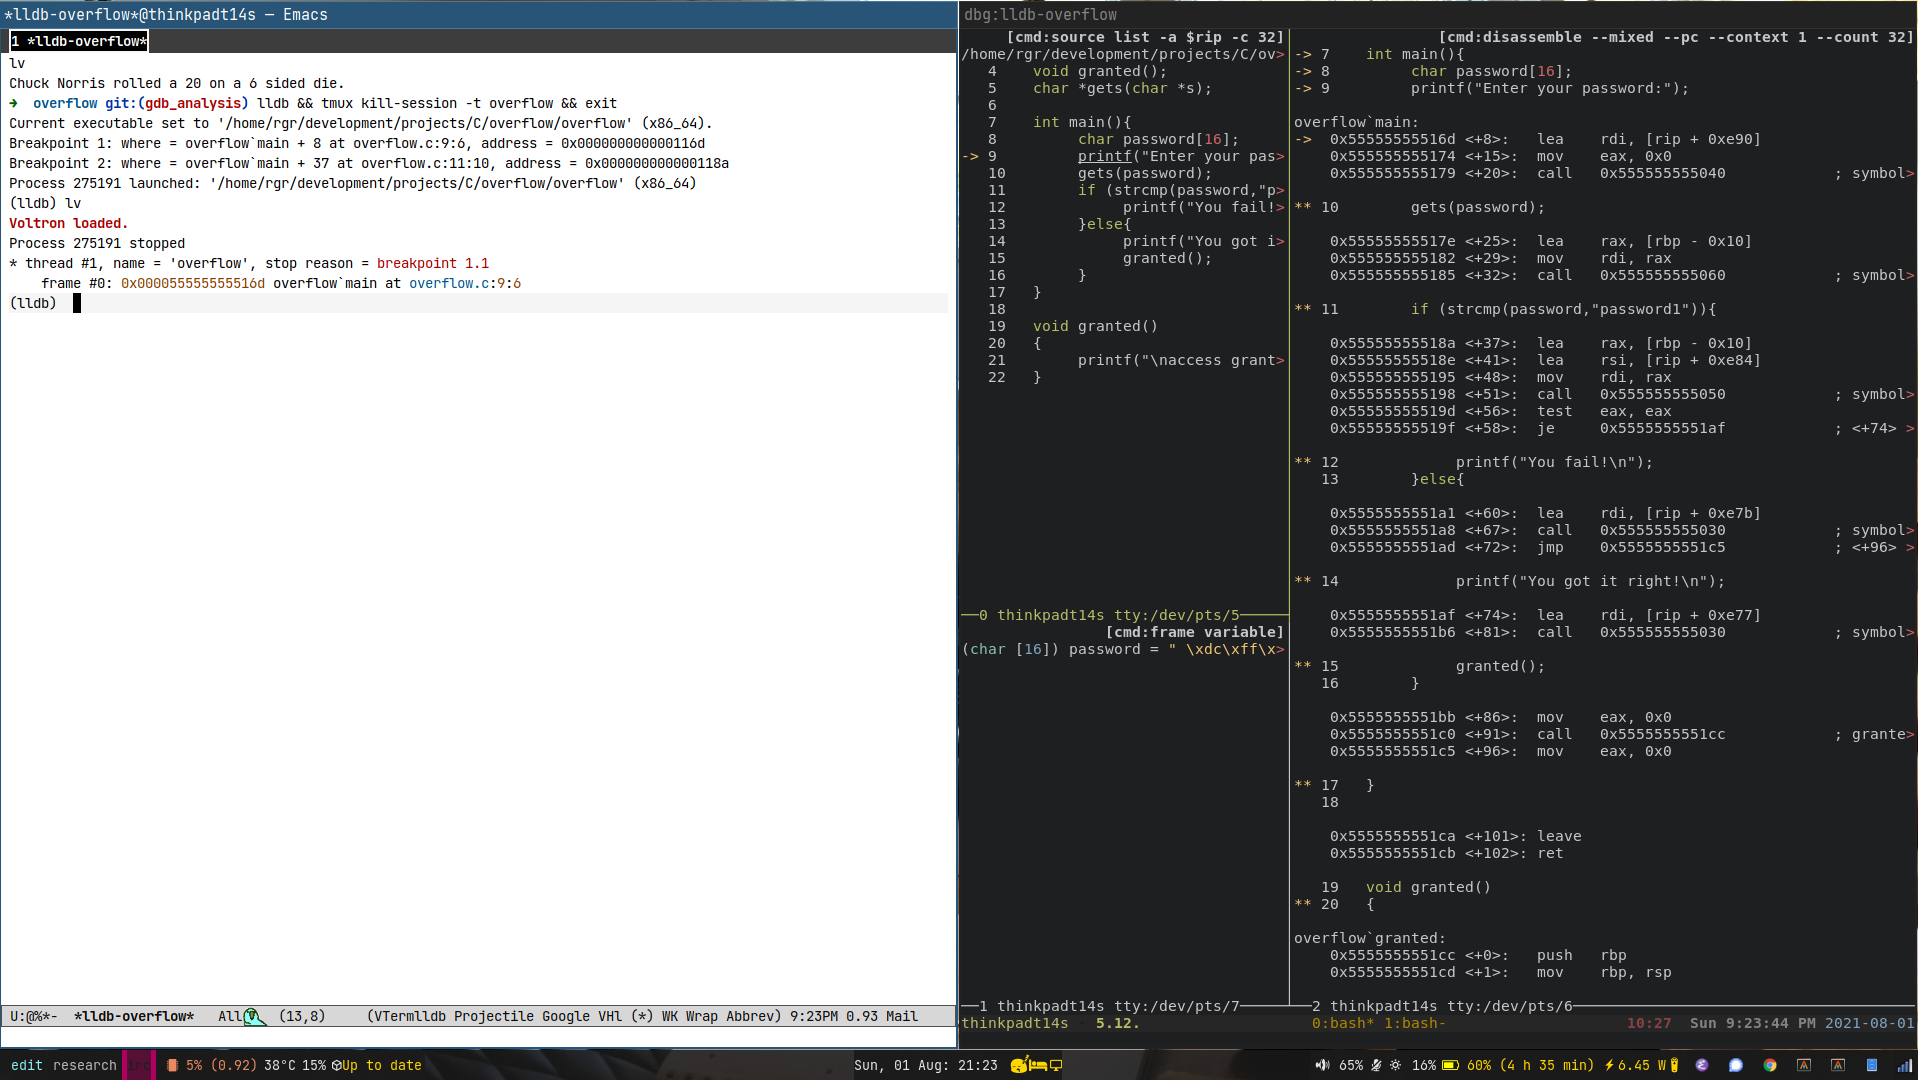 *lldb-overflow*@thinkpadt14s — Emacs
1 *lldb-overflow*
lv
Chuck Norris rolled a 20 on a 6 sided die.
➜  overflow git:(gdb_analysis) lldb && tmux kill-session -t overflow && exit
Current executable set to '/home/rgr/development/projects/C/overflow/overflow' (x86_64).
Breakpoint 1: where = overflow`main + 8 at overflow.c:9:6, address = 0x000000000000116d
Breakpoint 2: where = overflow`main + 37 at overflow.c:11:10, address = 0x000000000000118a
Process 275191 launched: '/home/rgr/development/projects/C/overflow/overflow' (x86_64)
(lldb) lv
Voltron loaded.
Process 275191 stopped
* thread #1, name = 'overflow', stop reason = breakpoint 1.1
    frame #0: 0x000055555555516d overflow`main at overflow.c:9:6
(lldb)
U:@%*-  *lldb-overflow*   All   (13,8)     (VTermlldb Projectile Google VHl (*) WK Wrap Abbrev) 9:23PM 0.93 Mail
dbg:lldb-overflow
[cmd:source list -a $rip -c 32]
/home/rgr/development/projects/C/ov>
4    void granted();
5    char *gets(char *s);
6
7    int main(){
8         char password[16];
-> 9      printf("Enter your pas>
10        gets(password);
11        if (strcmp(password,"p>
12             printf("You fail!>
13        }else{
14             printf("You got i>
15             granted();
16        }
17   }
18
19   void granted()
20   {
21        printf("\naccess grant>
22   }
──0 thinkpadt14s tty:/dev/pts/5──
[cmd:frame variable]
(char [16]) password = " \xdc\xff\x>
──1 thinkpadt14s tty:/dev/pts/7──
[cmd:disassemble --mixed --pc --context 1 --count 32]
-> 7    int main(){
-> 8         char password[16];
-> 9         printf("Enter your password:");
overflow`main:
->  0x55555555516d <+8>:   lea    rdi, [rip + 0xe90]
    0x555555555174 <+15>:  mov    eax, 0x0
    0x555555555179 <+20>:  call   0x555555555040            ; symbol>
** 10        gets(password);
    0x55555555517e <+25>:  lea    rax, [rbp - 0x10]
    0x555555555182 <+29>:  mov    rdi, rax
    0x555555555185 <+32>:  call   0x555555555060            ; symbol>
** 11        if (strcmp(password,"password1")){
    0x55555555518a <+37>:  lea    rax, [rbp - 0x10]
    0x55555555518e <+41>:  lea    rsi, [rip + 0xe84]
    0x555555555195 <+48>:  mov    rdi, rax
    0x555555555198 <+51>:  call   0x555555555050            ; symbol>
    0x55555555519d <+56>:  test   eax, eax
    0x55555555519f <+58>:  je     0x5555555551af            ; <+74> >
** 12             printf("You fail!\n");
   13        }else{
    0x5555555551a1 <+60>:  lea    rdi, [rip + 0xe7b]
    0x5555555551a8 <+67>:  call   0x555555555030            ; symbol>
    0x5555555551ad <+72>:  jmp    0x5555555551c5            ; <+96> >
** 14             printf("You got it right!\n");
    0x5555555551af <+74>:  lea    rdi, [rip + 0xe77]
    0x5555555551b6 <+81>:  call   0x555555555030            ; symbol>
** 15             granted();
   16        }
    0x5555555551bb <+86>:  mov    eax, 0x0
    0x5555555551c0 <+91>:  call   0x5555555551cc            ; grante>
    0x5555555551c5 <+96>:  mov    eax, 0x0
** 17   }
   18
    0x5555555551ca <+101>: leave
    0x5555555551cb <+102>: ret
   19   void granted()
** 20   {
overflow`granted:
    0x5555555551cc <+0>:   push   rbp
    0x5555555551cd <+1>:   mov    rbp, rsp
──2 thinkpadt14s tty:/dev/pts/6──
thinkpadt14s   5.12.   0:bash* 1:bash-   10:27  Sun 9:23:44 PM 2021-08-01
edit research irc 5% (0.92) 38°C 15% Up to date   Sun, 01 Aug: 21:23   65% 16% 60% (4 h 35 min) 6.45 W